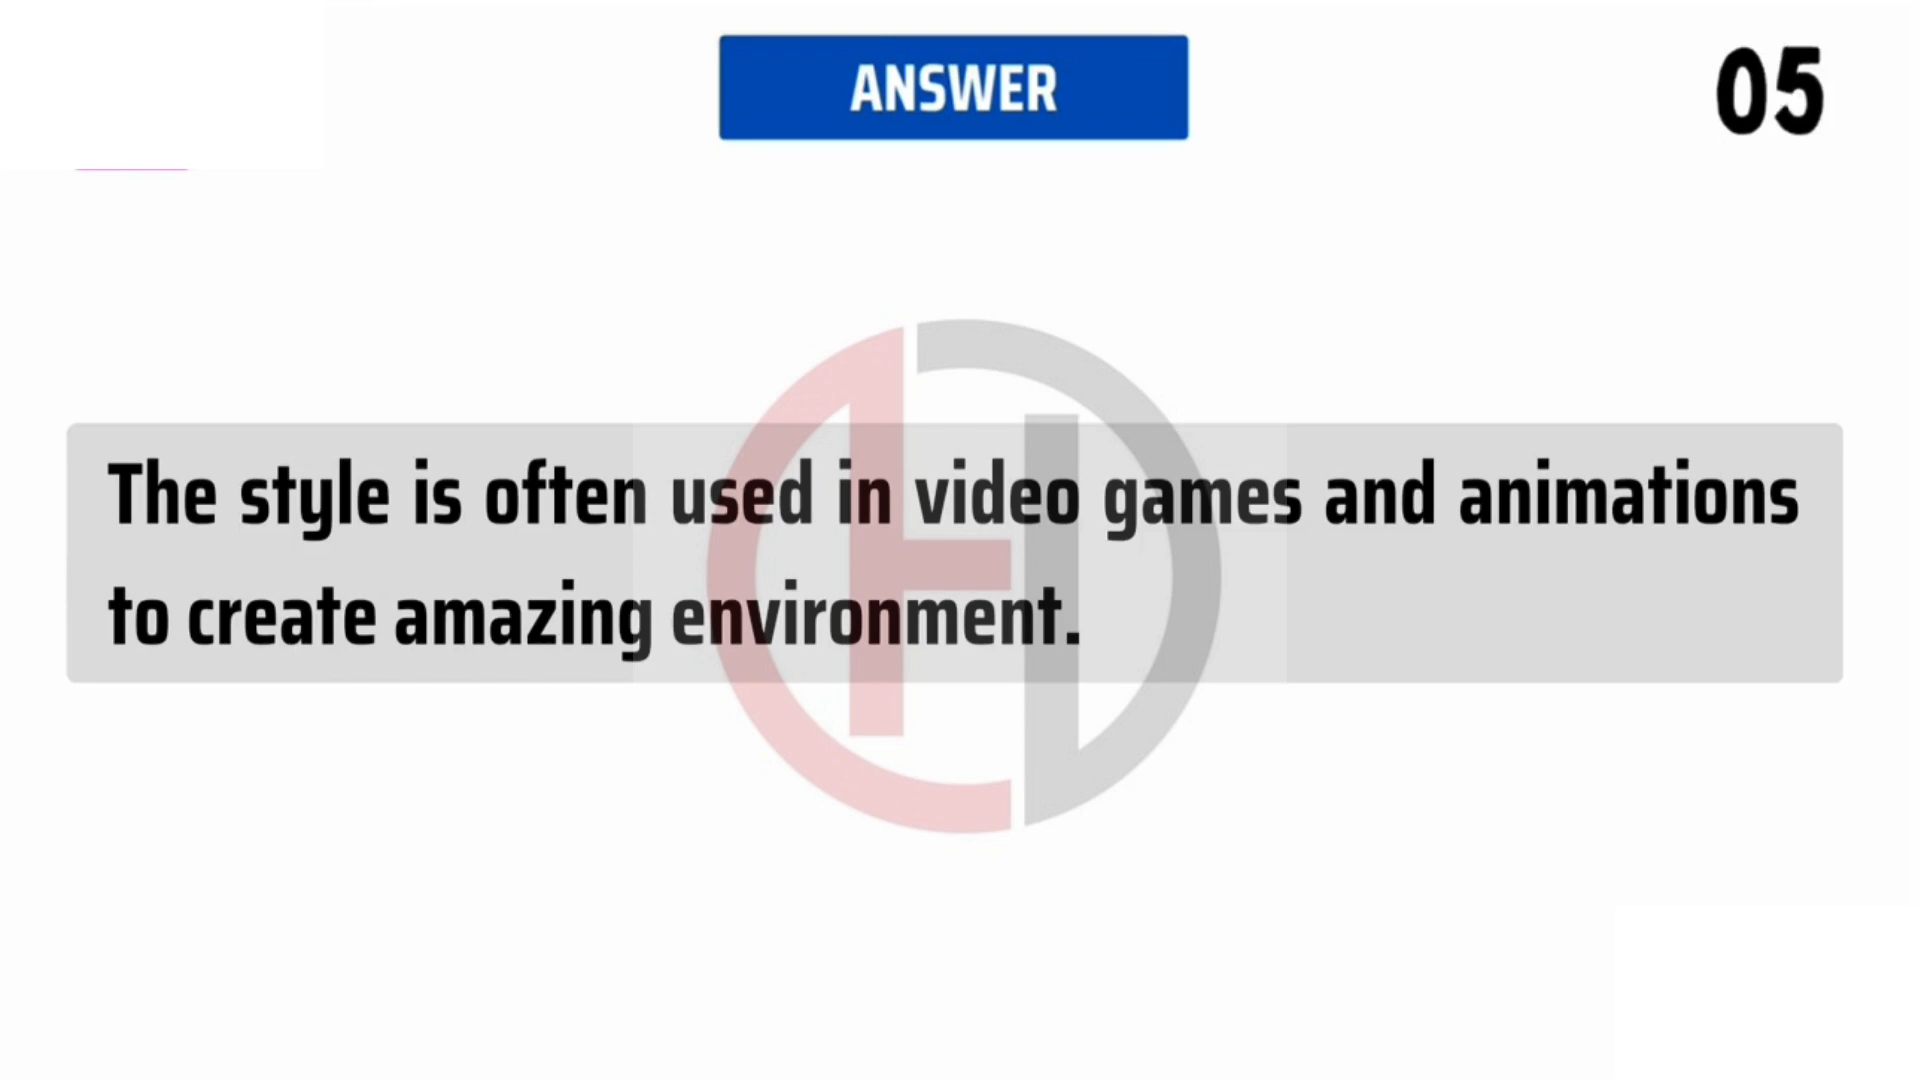 ANSWER
05
The style is often used in video games and animations
to create amazing environment.